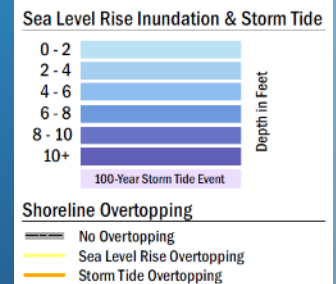 Sea Level Rise Inundation & Storm Tide
0 - 2
2 - 4
4 - 6
6 - 8
8 - 10
10+
Depth in Feet
100-Year Storm Tide Event
Shoreline Overtopping
No Overtopping
Sea Level Rise Overtopping
Storm Tide Overtopping